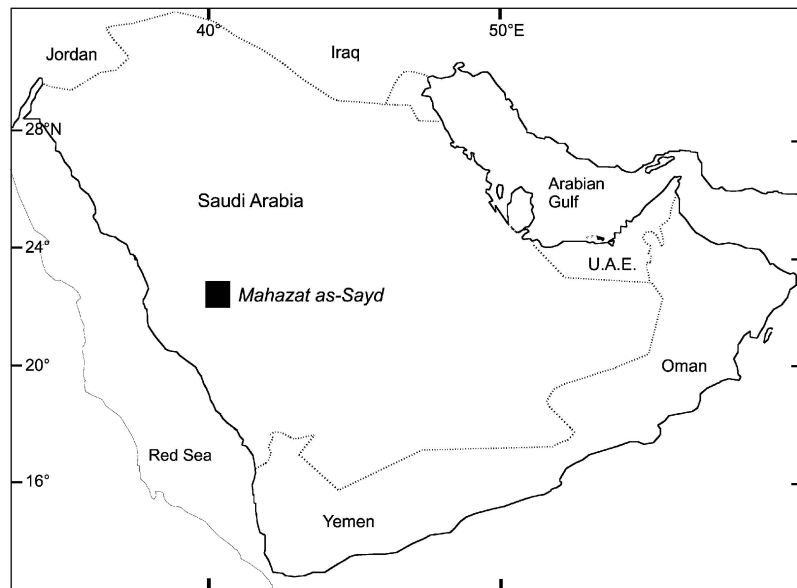 40°
50°E
Jordan
Iraq
28°N
Saudi Arabia
Arabian
Gulf
24°
U.A.E.
Mahazat as-Sayd
20°
Oman
Red Sea
16°
Yemen